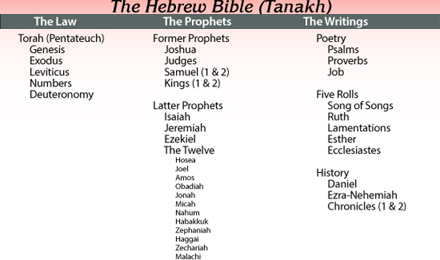 The Hebrew Bible (Tanakh)
The Law
Torah (Pentateuch)
Genesis
Exodus
Leviticus
Numbers
Deuteronomy
The Prophets
Former Prophets
Joshua
Judges
Samuel (1 & 2)
Kings (1 & 2)
Latter Prophets
Isaiah
Jeremiah
Ezekiel
The Twelve
Hosea
Joel
Amos
Obadiah
Jonah
Micah
Nahum
Habakkuk
Zephaniah
Haggai
Zechariah
Malachi
The Writings
Poetry
Psalms
Proverbs
Job
Five Rolls
Song of Songs
Ruth
Lamentations
Esther
Ecclesiastes
History
Daniel
Ezra-Nehemiah
Chronicles (1 & 2)